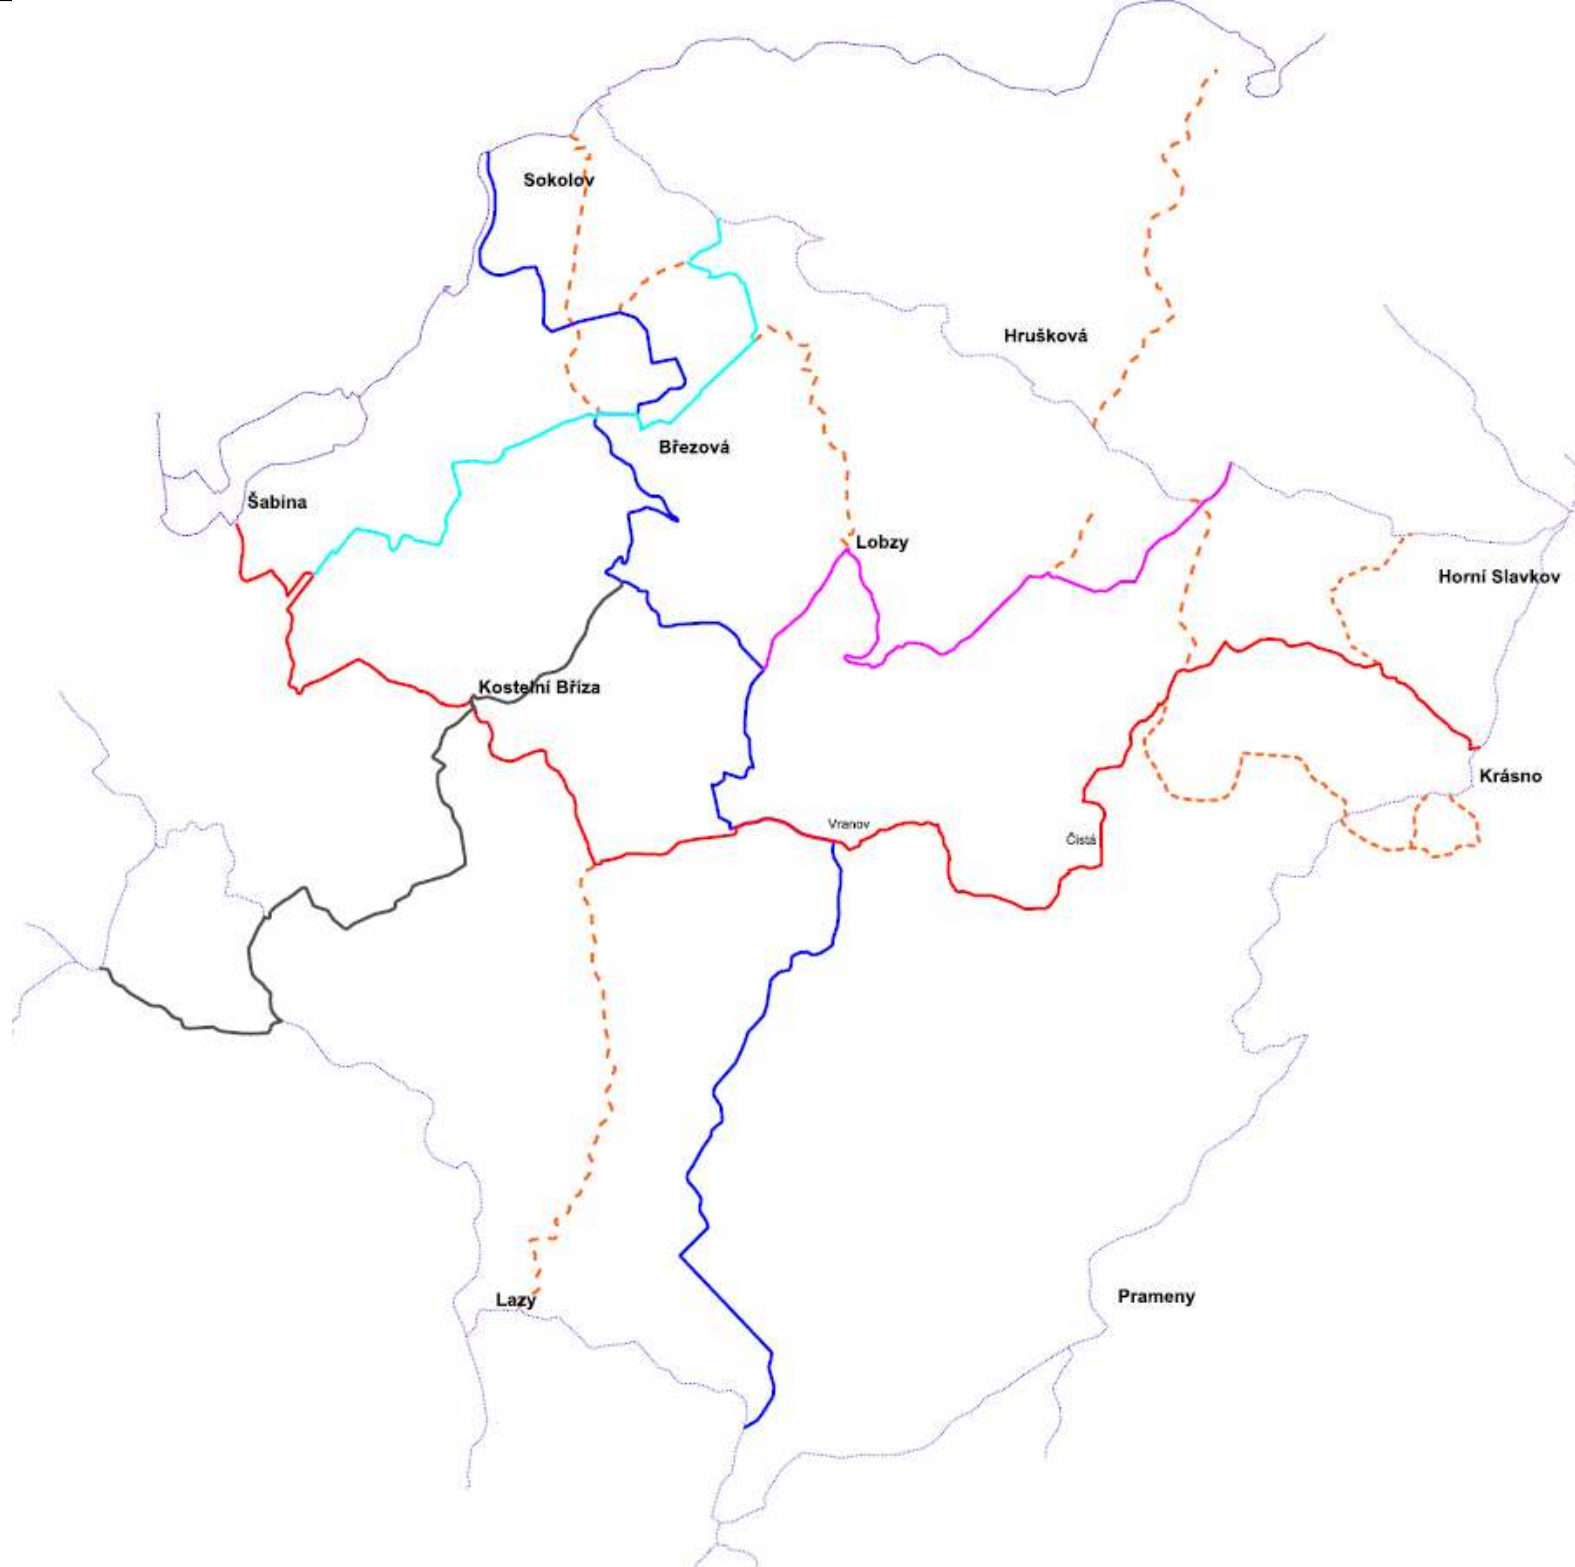 Sokolov
Hrušková
Březová
Šabina
Lobzy
Horní Slavkov
Kostelní Bříza
Krásno
Vranov
Čistá
Prameny
Lazy